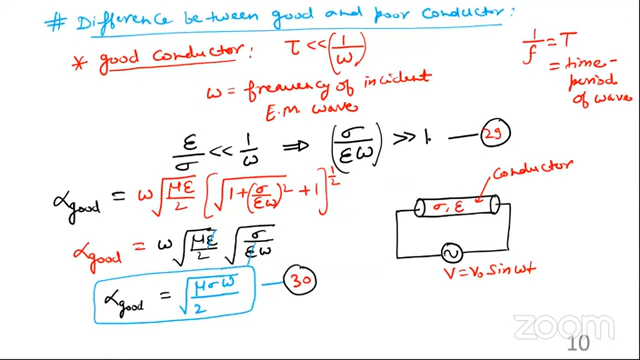 # Difference between good and poor conductor:
* good conductor: τ << (1/ω)
1/f = T
= time-period of wave
ω = frequency of incident
E.M wave
ε/σ << 1/ω ⟹ (σ/εω) >> 1 — 29
α_good = ω √(με/2) [√(1+(σ/εω)²) + 1]^(1/2)
conductor
σ, ε
α_good = ω √(με/2) √(σ/εω)
V = V₀ sin ωt
α_good = √(μσω/2) — 30
10
zoom